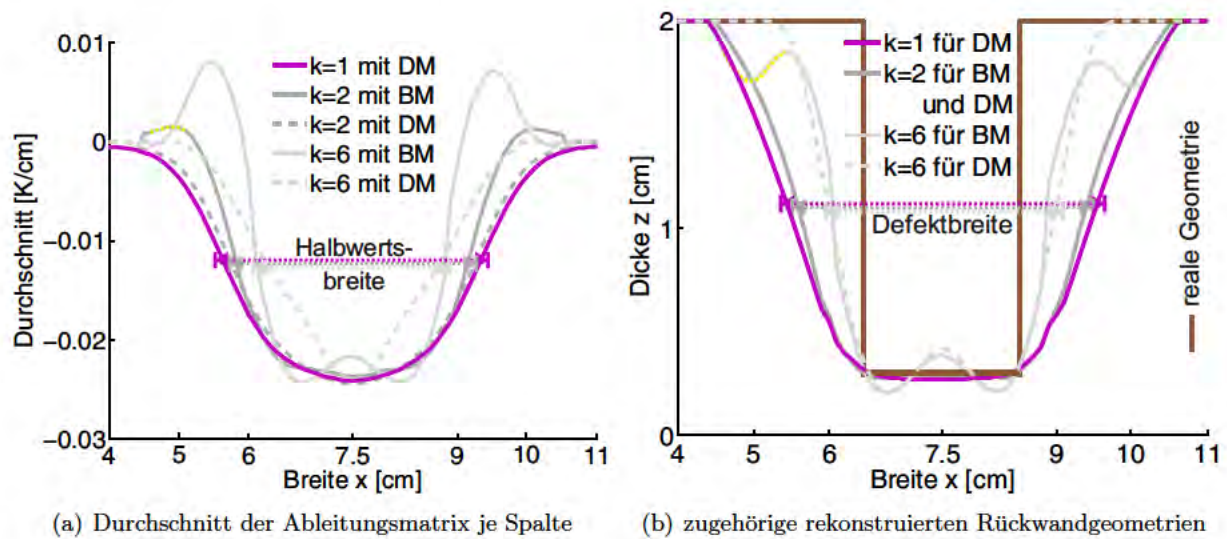 0.01
0
−0.01
−0.02
−0.03
Durchschnitt [K/cm]
k=1 mit DM
k=2 mit BM
k=2 mit DM
k=6 mit BM
k=6 mit DM
Halbwerts-
breite
4 5 6 7.5 9 10 11
Breite x [cm]
(a) Durchschnitt der Ableitungsmatrix je Spalte
2
1
0
Dicke z [cm]
k=1 für DM
k=2 für BM
und DM
k=6 für BM
k=6 für DM
Defektbreite
reale Geometrie
4 5 6 7.5 9 10 11
Breite x [cm]
(b) zugehörige rekonstruierten Rückwandgeometrien